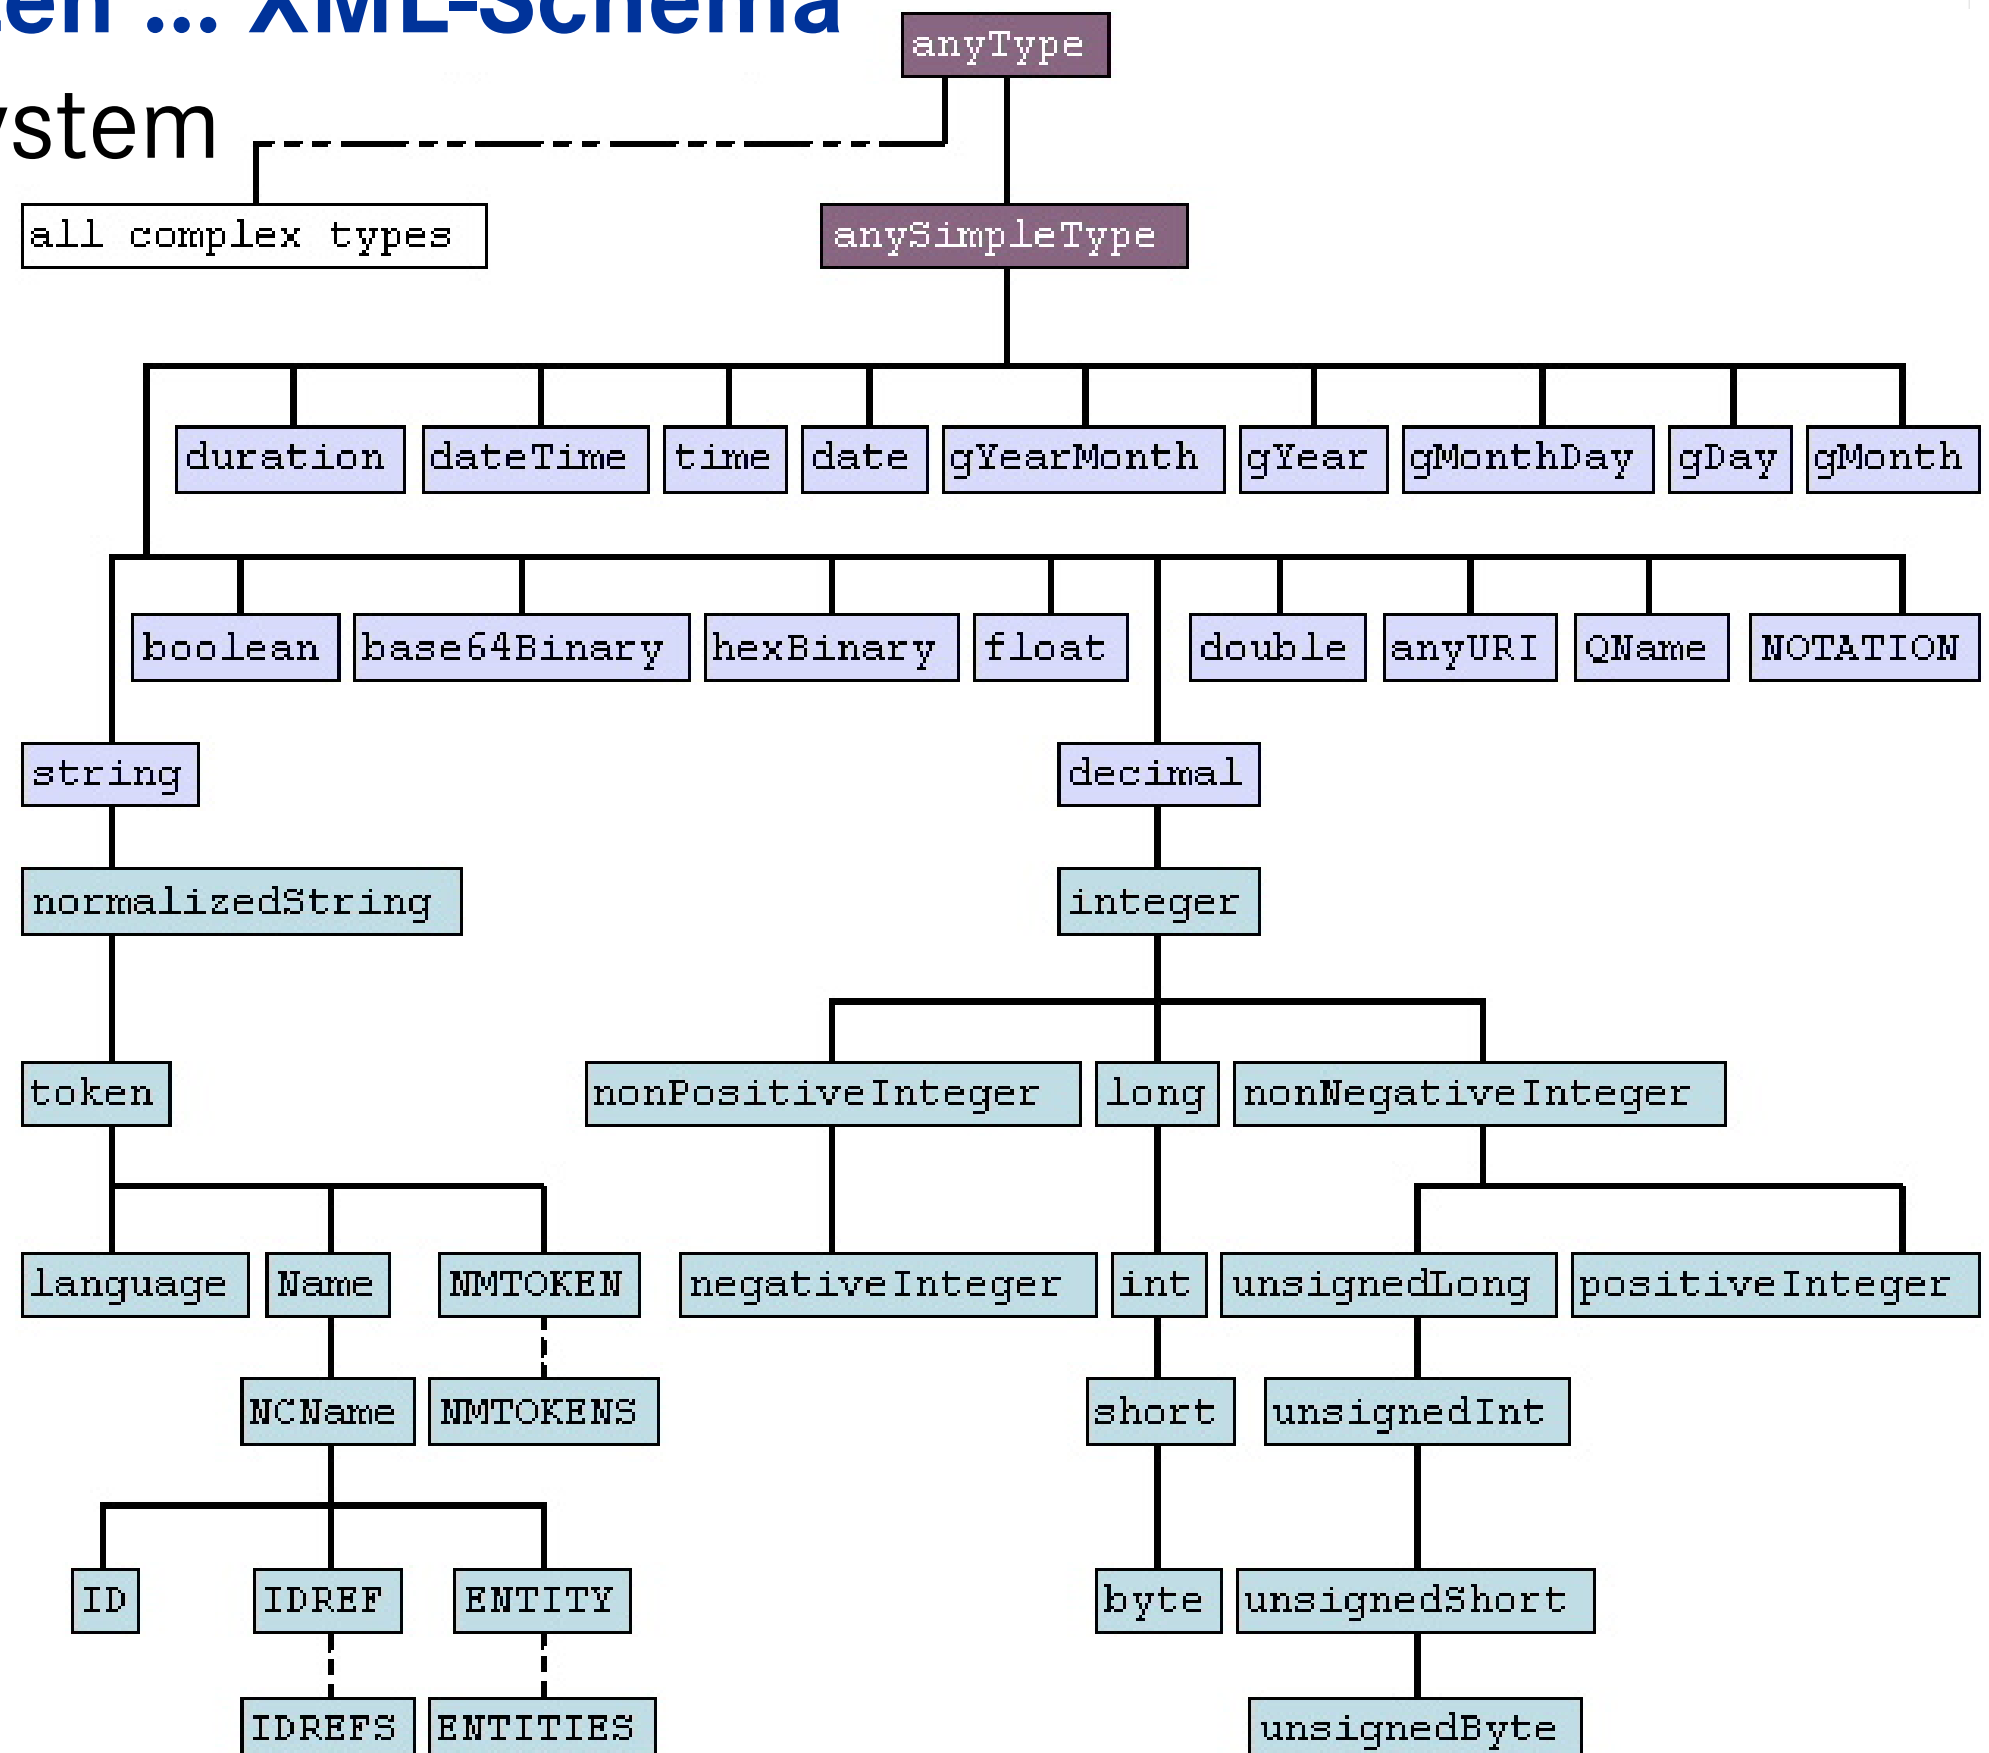 en ... XML-Schema
anyType
ystem
all complex types
anySimpleType
duration dateTime time date gYearMonth gYear gMonthDay gDay gMonth
boolean base64Binary hexBinary float double anyURI QName NOTATION
string decimal
normalizedString integer
token nonPositiveInteger long nonNegativeInteger
language Name NMTOKEN negativeInteger int unsignedLong positiveInteger
NCName NMTOKENS short unsignedInt
ID IDREF ENTITY byte unsignedShort
IDREFS ENTITIES unsignedByte